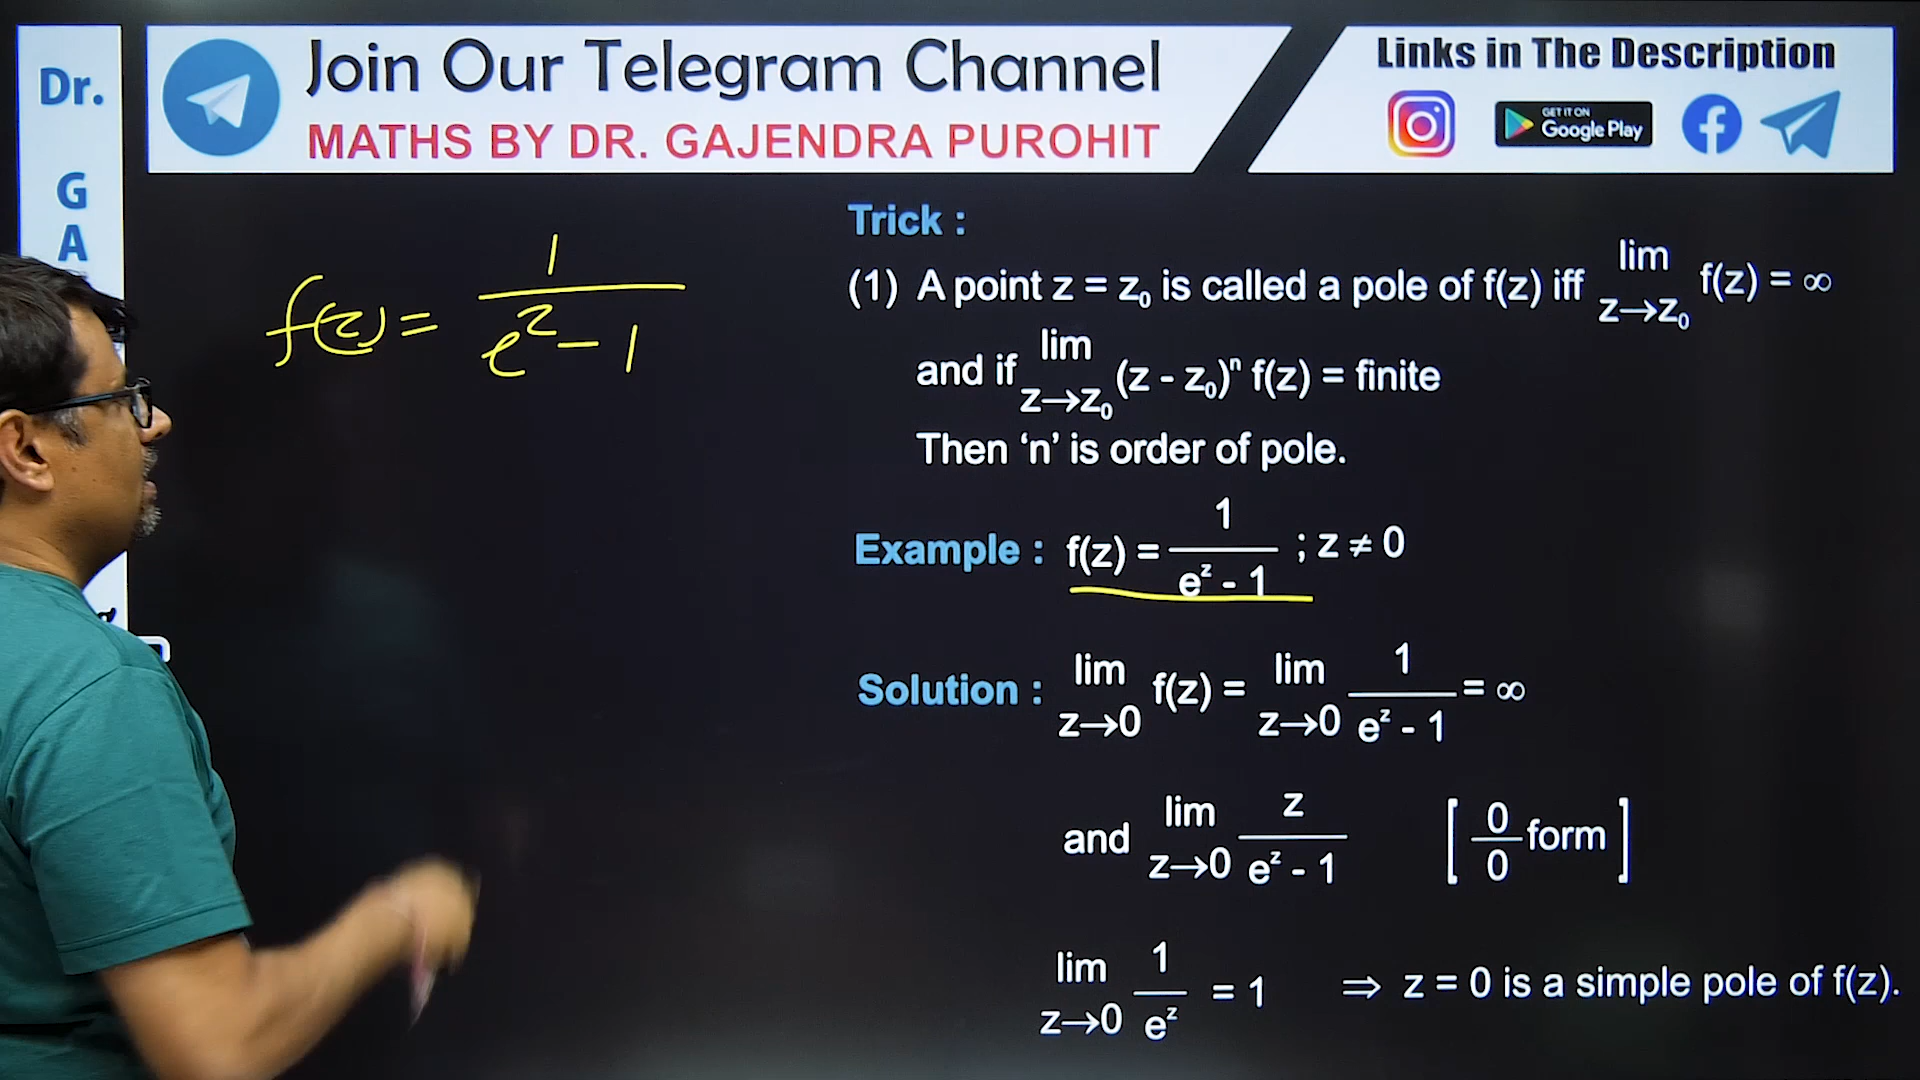 Dr.
G
A
Join Our Telegram Channel
MATHS BY DR. GAJENDRA PUROHIT
Links in The Description
GET IT ON
Google Play
f(z) = 1 / (e^z - 1)
Trick :
(1) A point z = z₀ is called a pole of f(z) iff lim z→z₀ f(z) = ∞
and if lim z→z₀ (z - z₀)ⁿ f(z) = finite
Then ‘n’ is order of pole.
Example : f(z) = 1 / (e^z - 1) ; z ≠ 0
Solution : lim z→0 f(z) = lim z→0 1 / (e^z - 1) = ∞
and lim z→0 z / (e^z - 1) [ 0/0 form ]
lim z→0 1 / e^z = 1 ⇒ z = 0 is a simple pole of f(z).